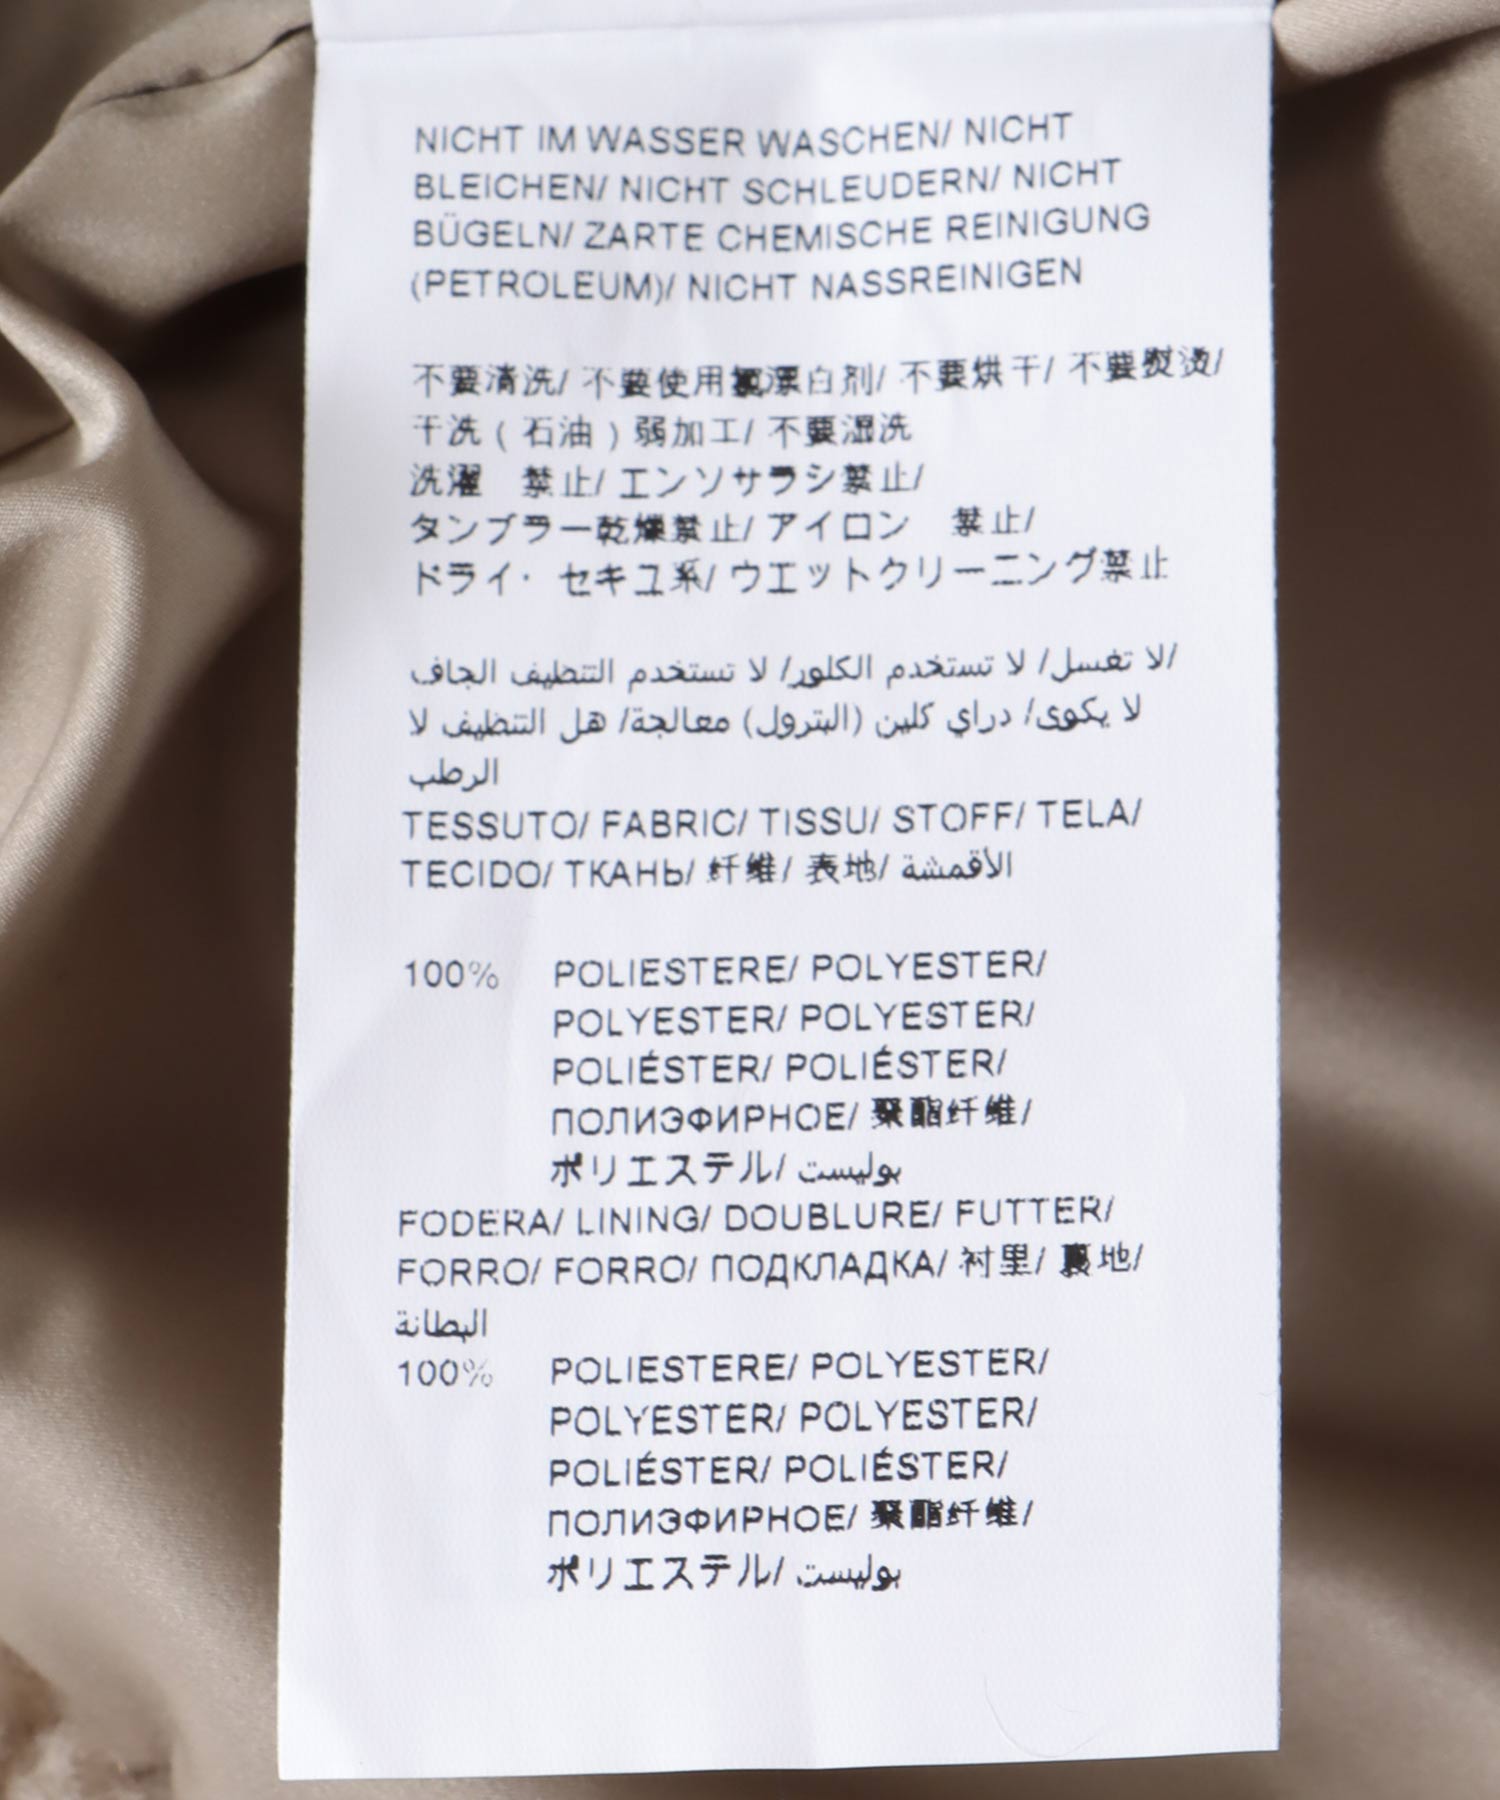 NICHT IM WASSER WASCHEN/ NICHT
BLEICHEN/ NICHT SCHLEUDERN/ NICHT
BÜGELN/ ZARTE CHEMISCHE REINIGUNG
(PETROLEUM)/ NICHT NASSREINIGEN
不要清洗/ 不要使用氯漂白剂/ 不要烘干/ 不要熨烫/
干洗（石油）弱加工/ 不要湿洗
洗濯　禁止/ エンソサラシ禁止/
タンブラー乾燥禁止/ アイロン　禁止/
ドライ・ セキユ系/ ウエットクリーニング禁止
/لا تغسل/ لا تستخدم الكلور/ لا تستخدم التنظيف الجاف
لا يكوى/ دراي كلين (البترول) معالجة/ هل التنظيف لا
الرطب
TESSUTO/ FABRIC/ TISSU/ STOFF/ TELA/
TECIDO/ ТКАНЬ/ 纤维/ 表地/ الأقمشة
100% POLIESTERE/ POLYESTER/
POLYESTER/ POLYESTER/
POLIÉSTER/ POLIÉSTER/
ПОЛИЭФИРНОЕ/ 聚酯纤维/
ポリエステル/ بوليست
FODERA/ LINING/ DOUBLURE/ FUTTER/
FORRO/ FORRO/ ПОДКЛАДКА/ 衬里/ 裏地/
البطانة
100% POLIESTERE/ POLYESTER/
POLYESTER/ POLYESTER/
POLIÉSTER/ POLIÉSTER/
ПОЛИЭФИРНОЕ/ 聚酯纤维/
ポリエステル/ بوليست